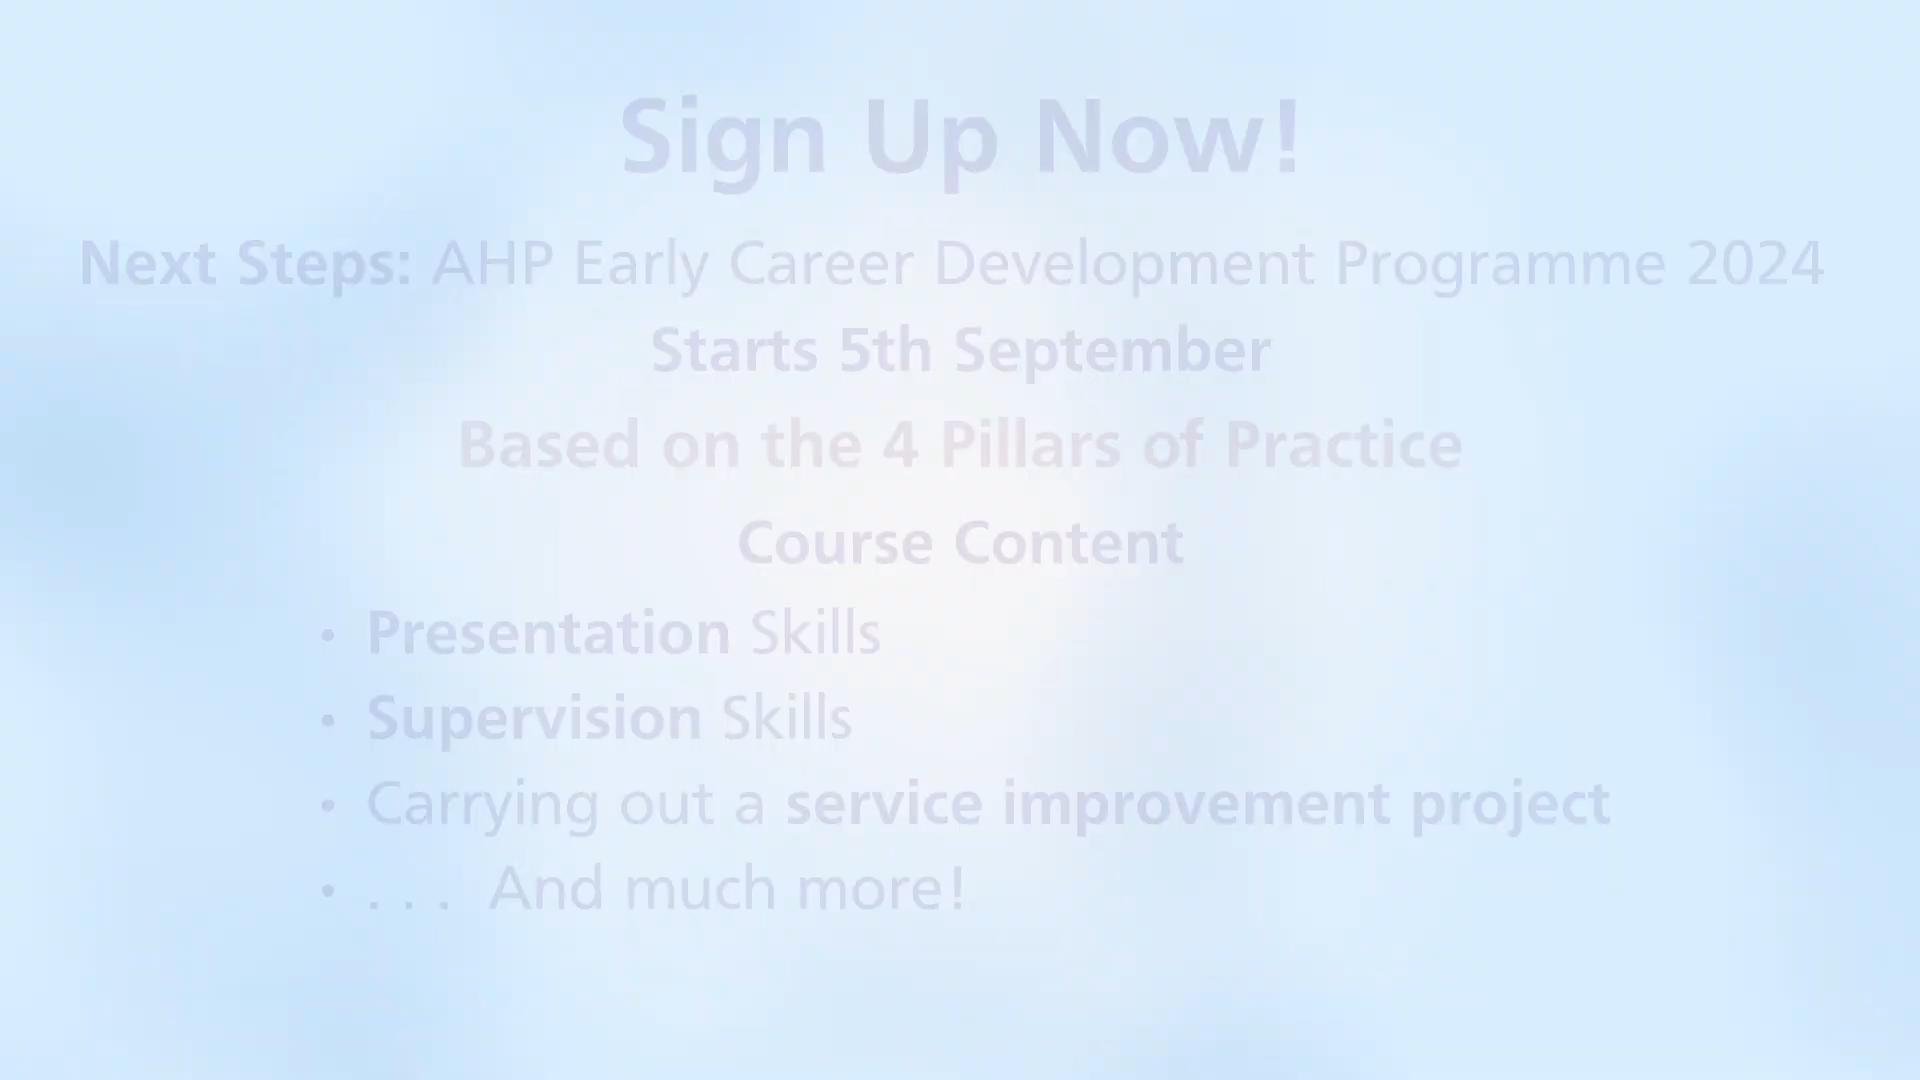 Sign Up Now!
Next Steps: AHP Early Career Development Programme 2024
Starts 5th September
Based on the 4 Pillars of Practice
Course Content
• Presentation Skills
• Supervision Skills
• Carrying out a service improvement project
• . . . And much more!